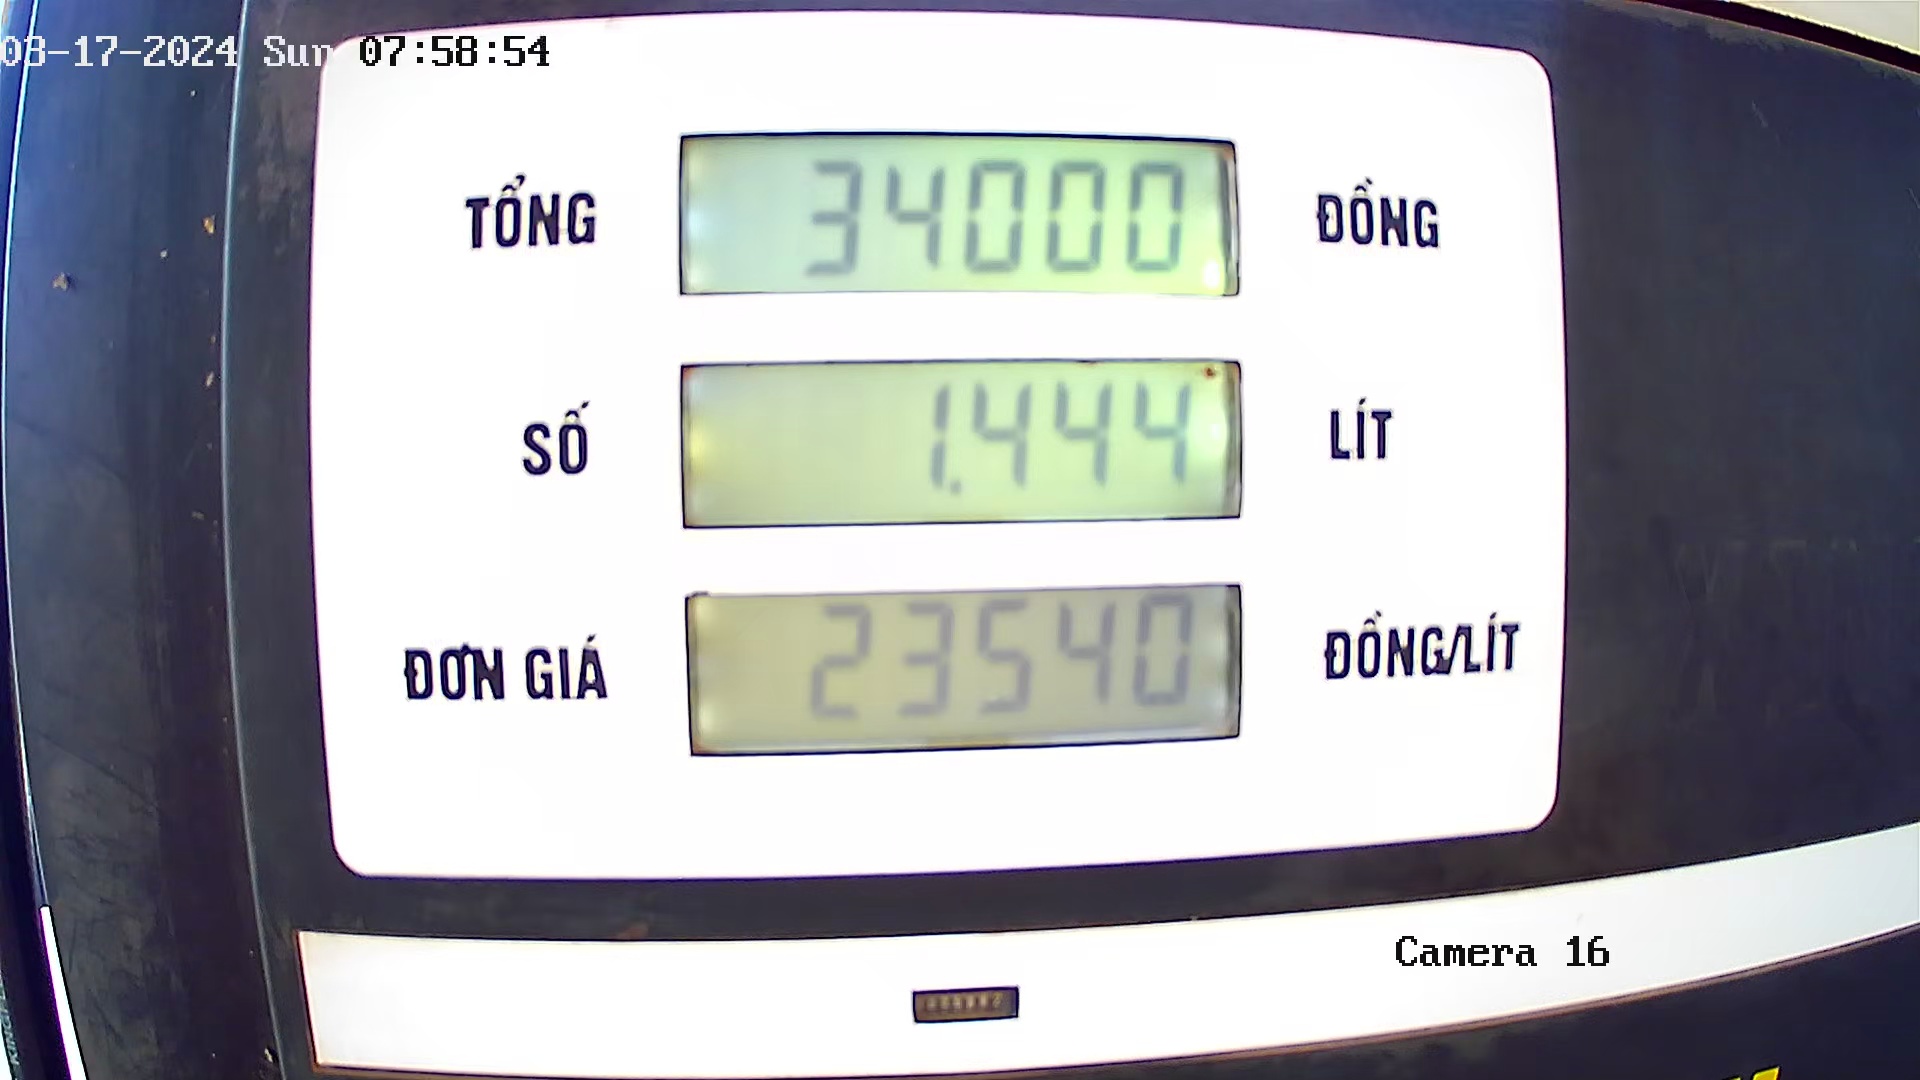 03-17-2024 Sun 07:58:54
TỔNG 34000 ĐỒNG
SỐ 1.444 LÍT
ĐƠN GIÁ 23540 ĐỒNG/LÍT
Camera 16